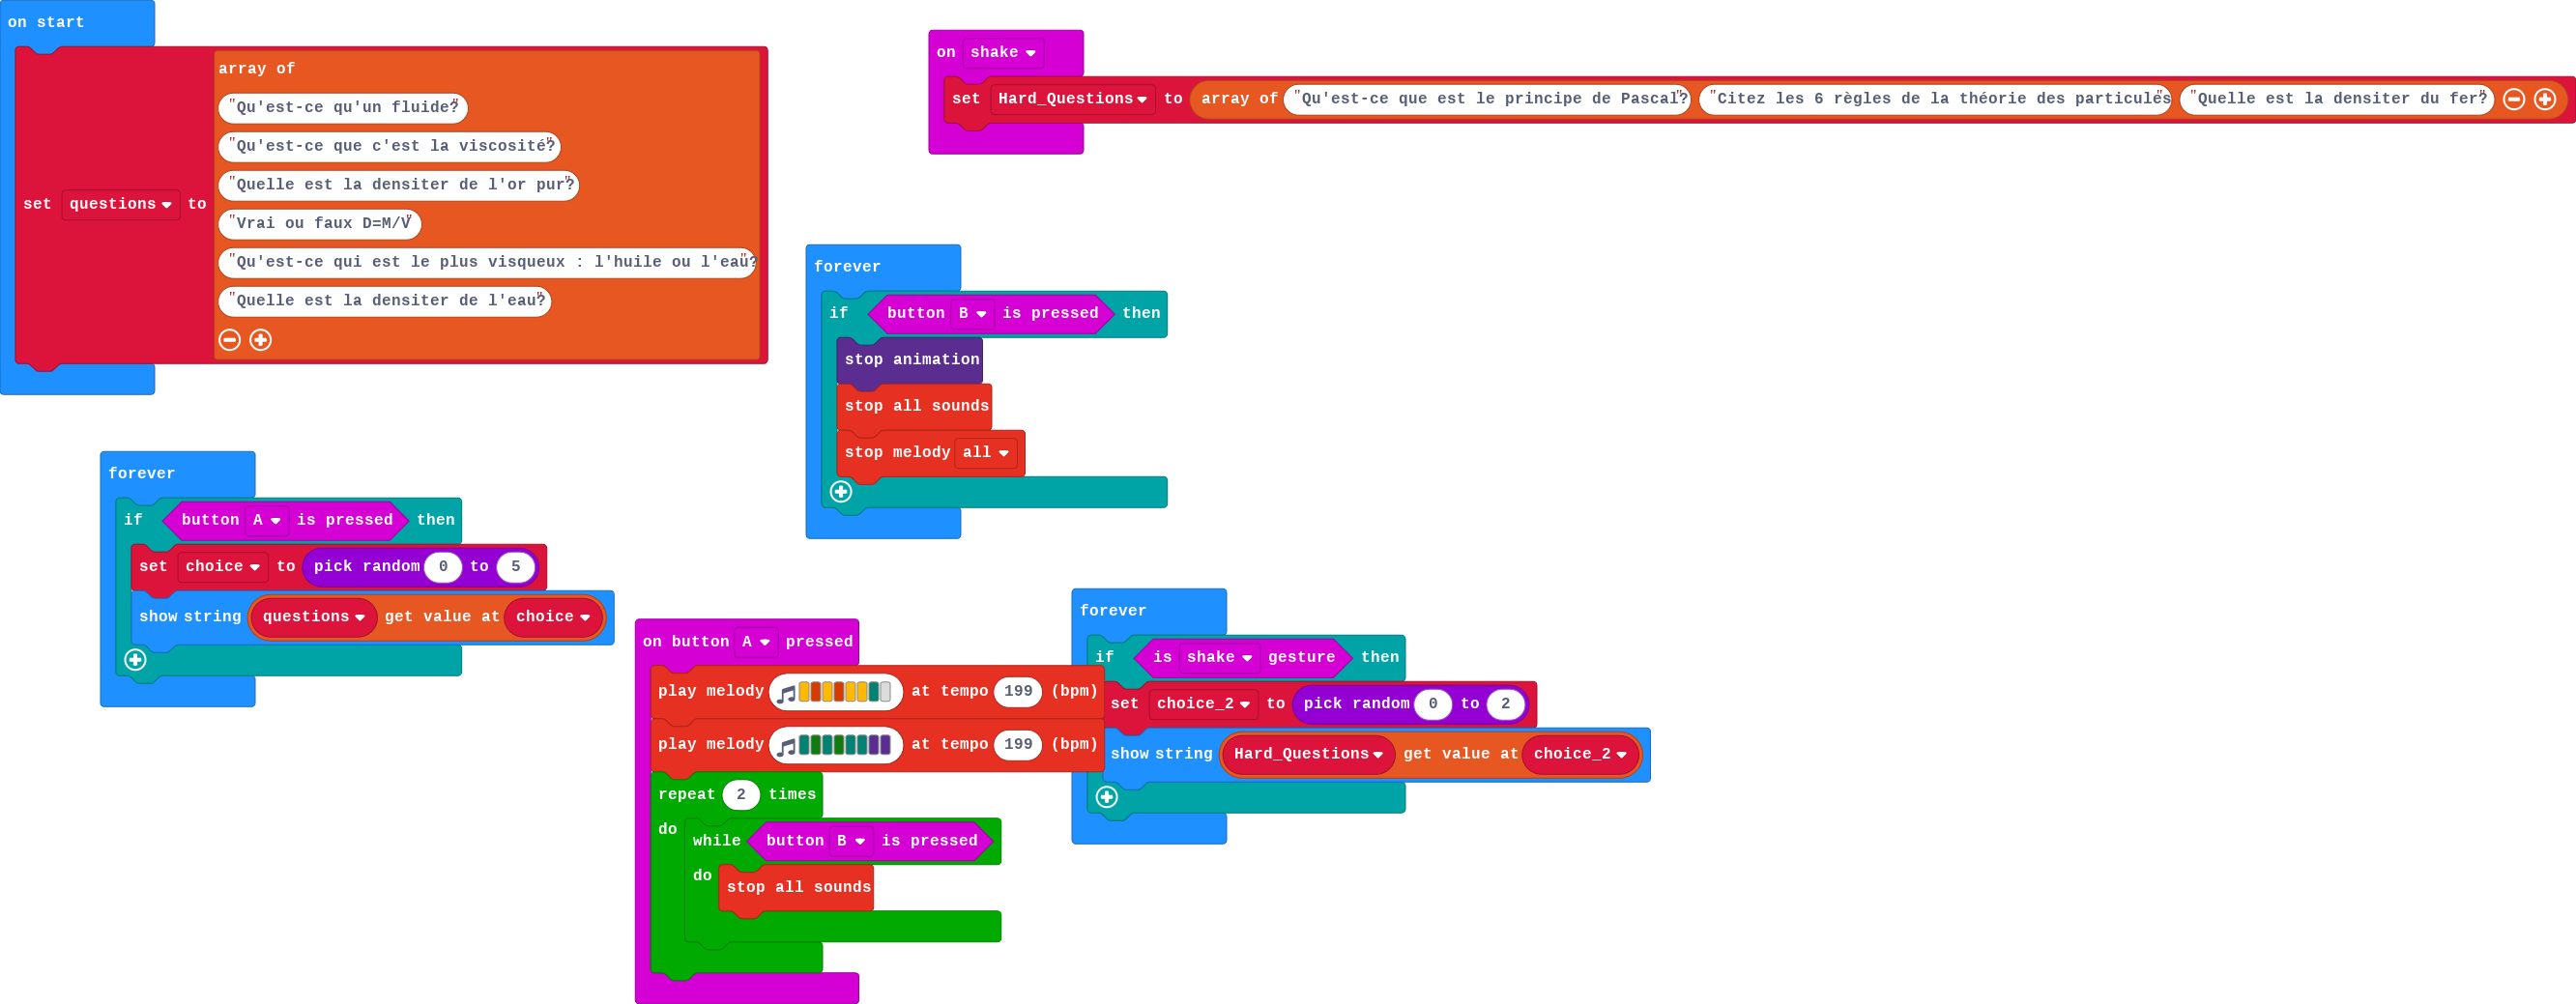 on start
set questions to
array of
"Qu'est-ce qu'un fluide?"
"Qu'est-ce que c'est la viscosité?"
"Quelle est la densiter de l'or pur?"
"Vrai ou faux D=M/V"
"Qu'est-ce qui est le plus visqueux : l'huile ou l'eau?"
"Quelle est la densiter de l'eau?"
on shake
set Hard_Questions to array of "Qu'est-ce que est le principe de Pascal?" "Citez les 6 règles de la théorie des particules" "Quelle est la densiter du fer?"
forever
if button B is pressed then
stop animation
stop all sounds
stop melody all
forever
if button A is pressed then
set choice to pick random 0 to 5
show string questions get value at choice
on button A pressed
play melody at tempo 199 (bpm)
play melody at tempo 199 (bpm)
repeat 2 times
do
while button B is pressed
do
stop all sounds
forever
if is shake gesture then
set choice_2 to pick random 0 to 2
show string Hard_Questions get value at choice_2